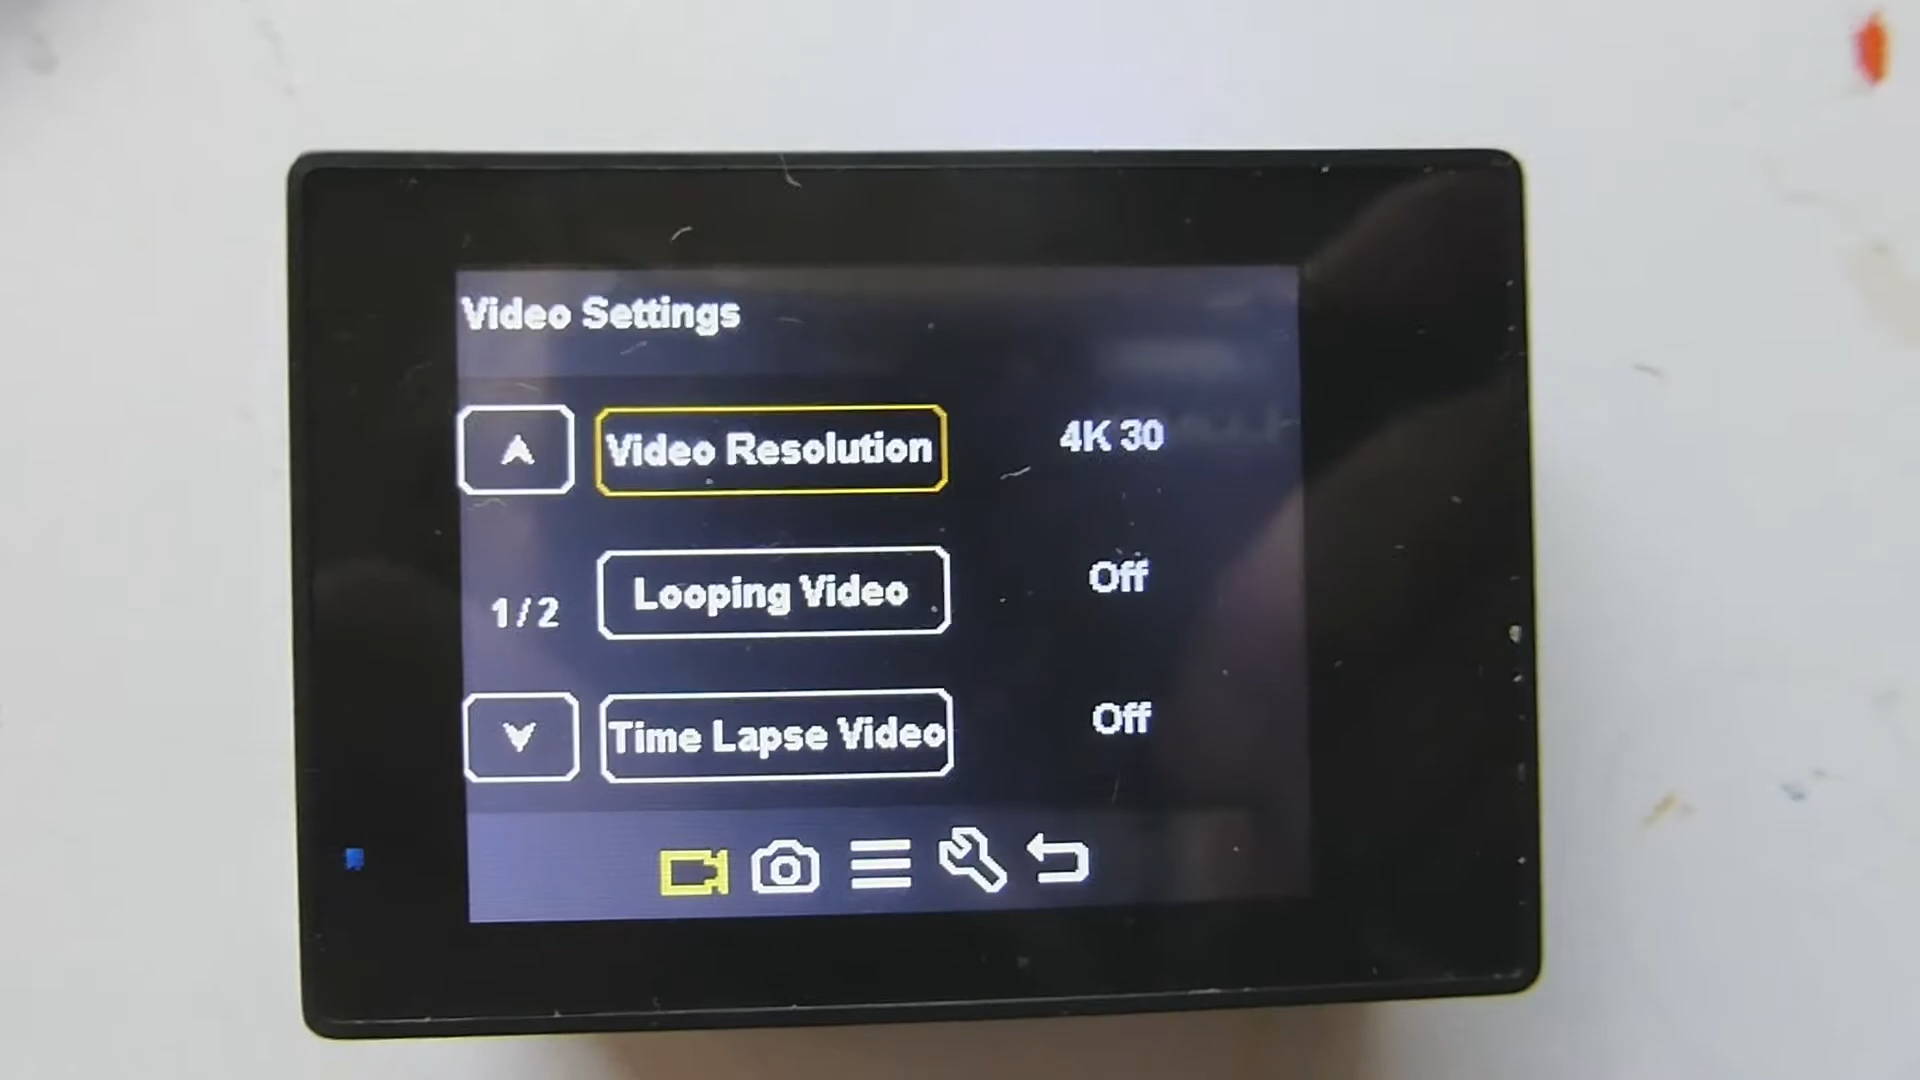 Video Settings
Video Resolution 4K 30
Looping Video Off
1/2
Time Lapse Video Off